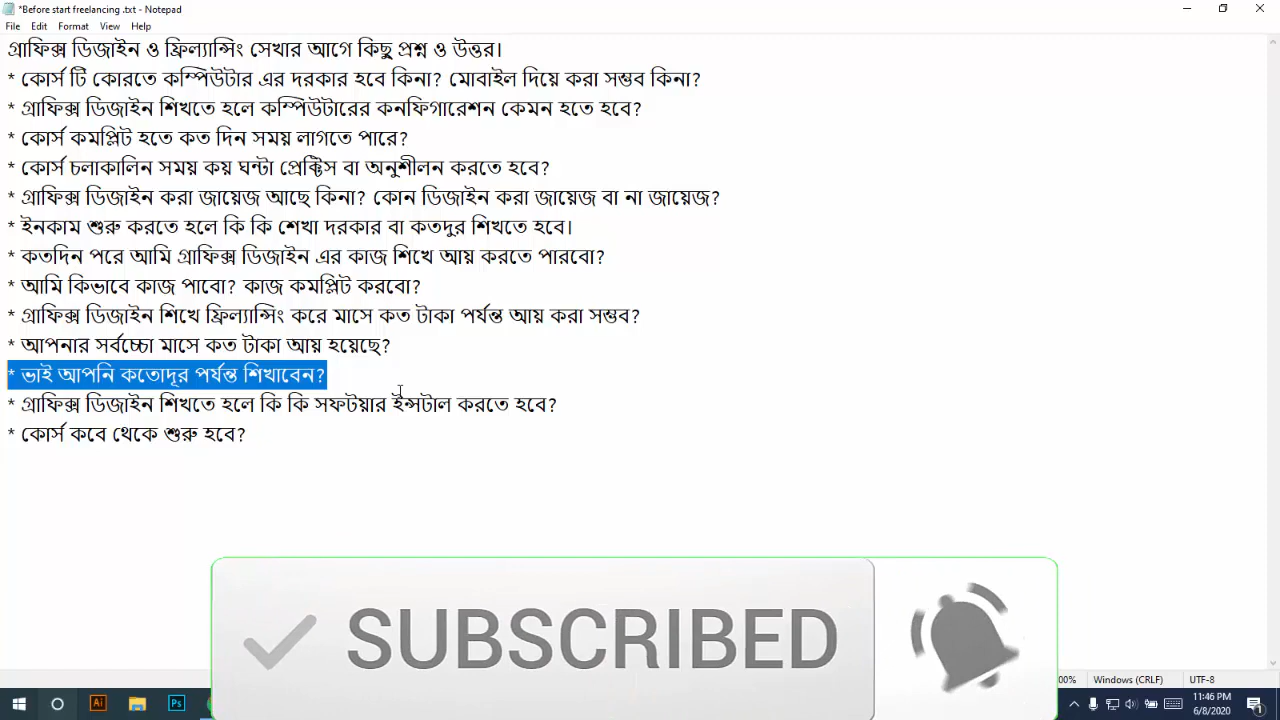 *Before start freelancing .txt - Notepad
File Edit Format View Help
গ্রাফিক্স ডিজাইন ও ফ্রিল্যান্সিং সেখার আগে কিছু প্রশ্ন ও উত্তর।
* কোর্স টি কোরতে কম্পিউটার এর দরকার হবে কিনা? মোবাইল দিয়ে করা সম্ভব কিনা?
* গ্রাফিক্স ডিজাইন শিখতে হলে কম্পিউটারের কনফিগারেশন কেমন হতে হবে?
* কোর্স কমপ্লিট হতে কত দিন সময় লাগতে পারে?
* কোর্স চলাকালিন সময় কয় ঘন্টা প্রেক্টিস বা অনুশীলন করতে হবে?
* গ্রাফিক্স ডিজাইন করা জায়েজ আছে কিনা? কোন ডিজাইন করা জায়েজ বা না জায়েজ?
* ইনকাম শুরু করতে হলে কি কি শেখা দরকার বা কতদুর শিখতে হবে।
* কতদিন পরে আমি গ্রাফিক্স ডিজাইন এর কাজ শিখে আয় করতে পারবো?
* আমি কিভাবে কাজ পাবো? কাজ কমপ্লিট করবো?
* গ্রাফিক্স ডিজাইন শিখে ফ্রিল্যান্সিং করে মাসে কত টাকা পর্যন্ত আয় করা সম্ভব?
* আপনার সর্বচ্চো মাসে কত টাকা আয় হয়েছে?
* ভাই আপনি কতোদূর পর্যন্ত শিখাবেন?
* গ্রাফিক্স ডিজাইন শিখতে হলে কি কি সফটয়ার ইন্সটাল করতে হবে?
* কোর্স কবে থেকে শুরু হবে?
SUBSCRIBED
00% Windows (CRLF) UTF-8
Ai Ps 11:46 PM
6/8/2020 1